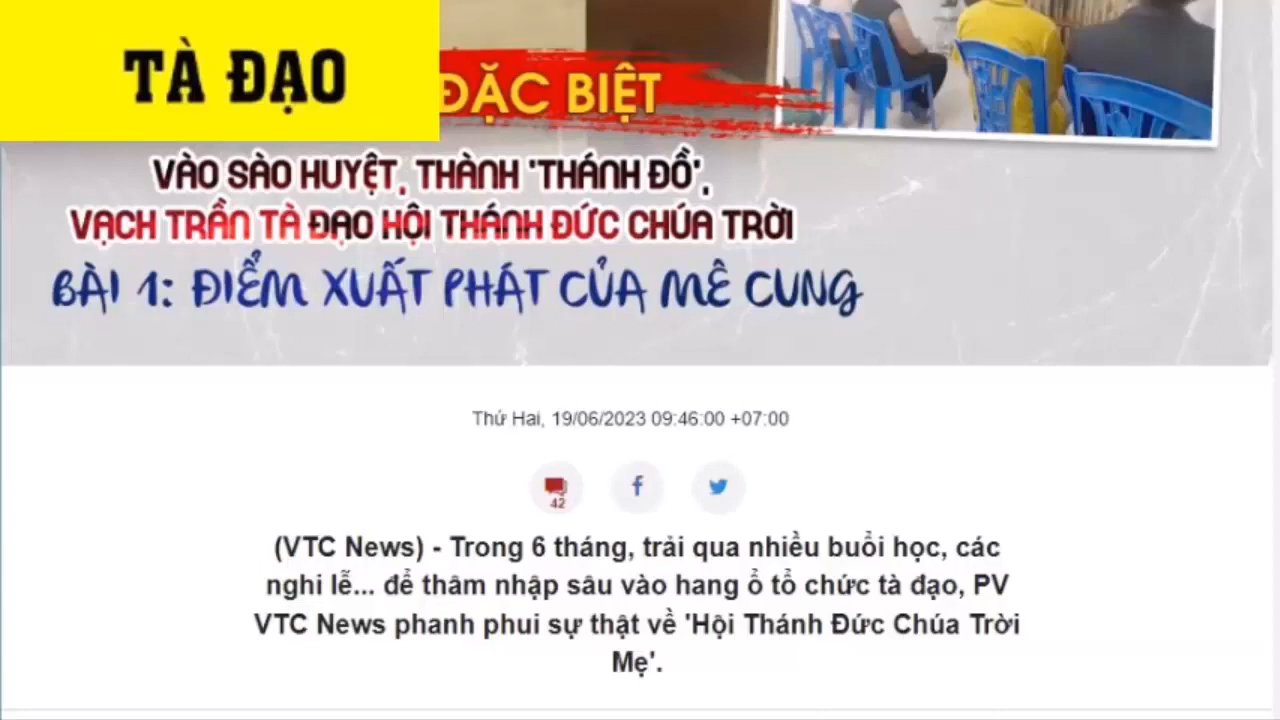 TÀ ĐẠO
ĐẶC BIỆT
VÀO SÀO HUYỆT, THÀNH 'THÁNH ĐỒ',
VẠCH TRẦN TÀ ĐẠO HỘI THÁNH ĐỨC CHÚA TRỜI
BÀI 1: ĐIỂM XUẤT PHÁT CỦA MÊ CUNG
Thứ Hai, 19/06/2023 09:46:00 +07:00
42
(VTC News) - Trong 6 tháng, trải qua nhiều buổi học, các
nghi lễ... để thâm nhập sâu vào hang ổ tổ chức tà đạo, PV
VTC News phanh phui sự thật về 'Hội Thánh Đức Chúa Trời
Mẹ'.